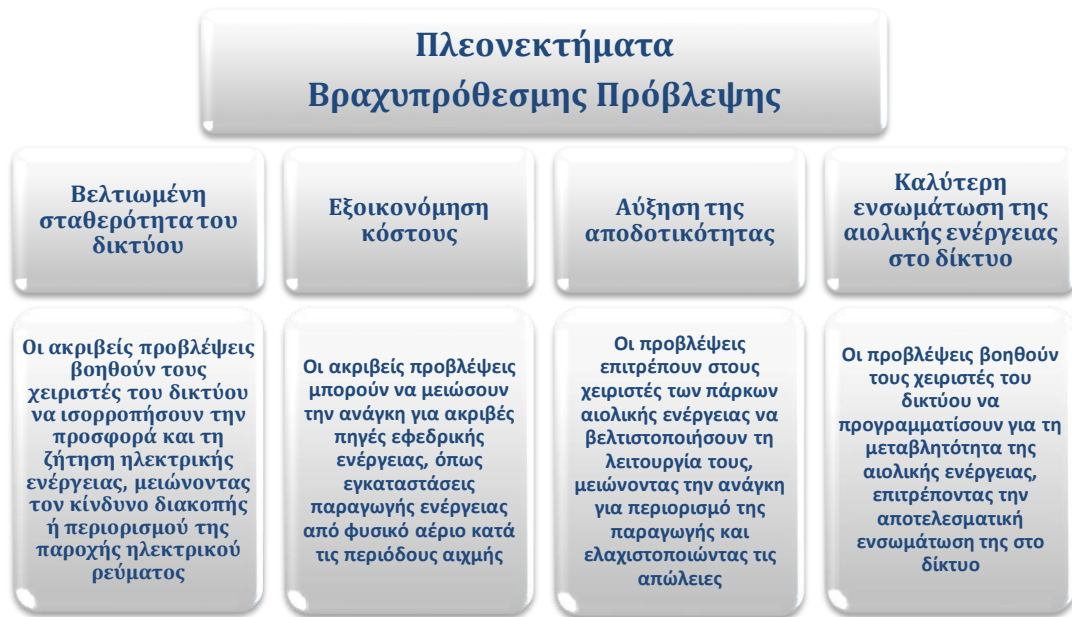 Πλεονεκτήματα
Βραχυπρόθεσμης Πρόβλεψης
Βελτιωμένη
σταθερότητα του
δικτύου
Εξοικονόμηση
κόστους
Αύξηση της
αποδοτικότητας
Καλύτερη
ενσωμάτωση της
αιολικής ενέργειας
στο δίκτυο
Οι ακριβείς προβλέψεις
βοηθούν τους
χειριστές του δικτύου
να ισορροπήσουν την
προσφορά και τη
ζήτηση ηλεκτρικής
ενέργειας, μειώνοντας
τον κίνδυνο διακοπής
ή περιορισμού της
παροχής ηλεκτρικού
ρεύματος
Οι ακριβείς προβλέψεις
μπορούν να μειώσουν
την ανάγκη για ακριβές
πηγές εφεδρικής
ενέργειας, όπως
εγκαταστάσεις
παραγωγής ενέργειας
από φυσικό αέριο κατά
τις περιόδους αιχμής
Οι προβλέψεις
επιτρέπουν στους
χειριστές των πάρκων
αιολικής ενέργειας να
βελτιστοποιήσουν τη
λειτουργία τους,
μειώνοντας την ανάγκη
για περιορισμό της
παραγωγής και
ελαχιστοποιώντας τις
απώλειες
Οι προβλέψεις βοηθούν
τους χειριστές του
δικτύου να
προγραμματίσουν για τη
μεταβλητότητα της
αιολικής ενέργειας,
επιτρέποντας την
αποτελεσματική
ενσωμάτωση της στο
δίκτυο